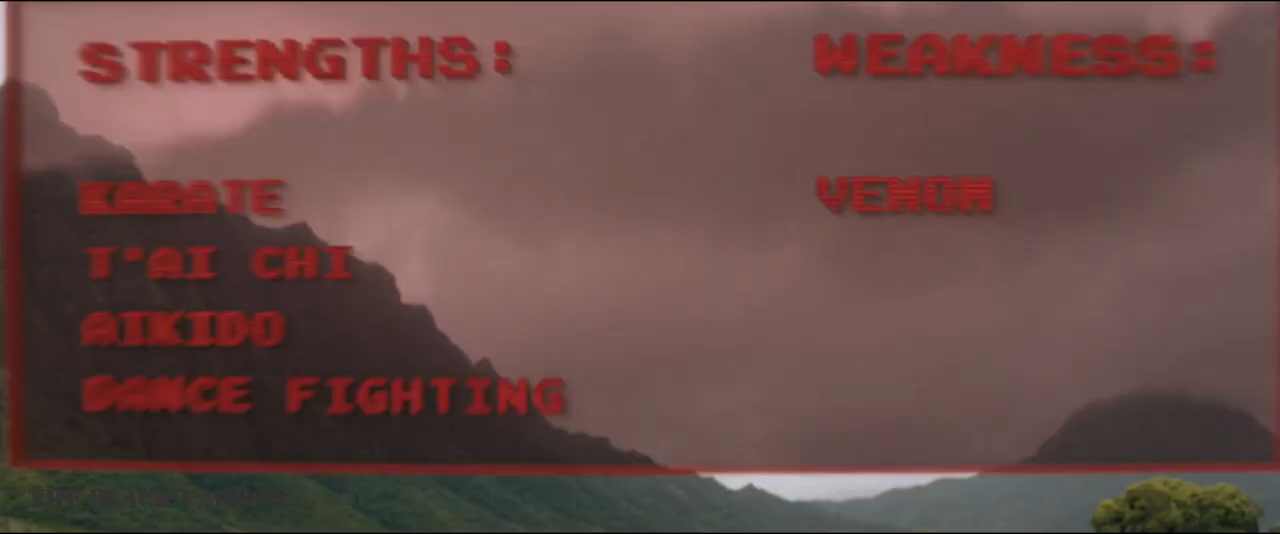 STRENGTHS:
WEAKNESS:
KARATE
VENOM
T'AI CHI
AIKIDO
DANCE FIGHTING